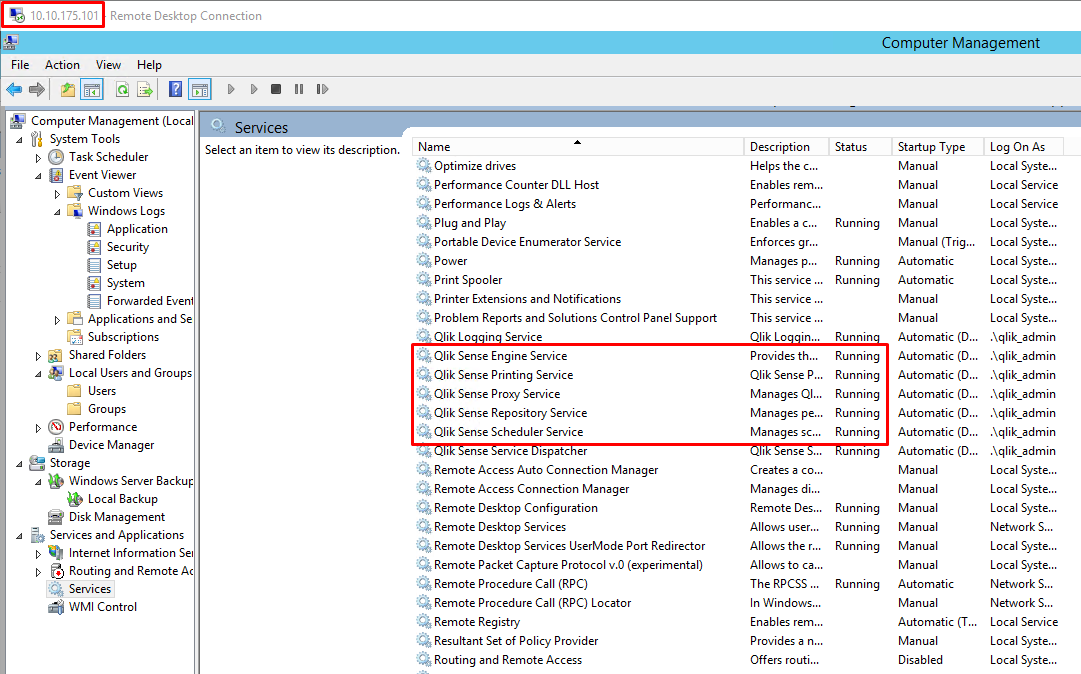 10.10.175.101 - Remote Desktop Connection
Computer Management
File Action View Help
Computer Management (Local
System Tools
Task Scheduler
Event Viewer
Custom Views
Windows Logs
Application
Security
Setup
System
Forwarded Event
Applications and Se
Subscriptions
Shared Folders
Local Users and Groups
Users
Groups
Performance
Device Manager
Storage
Windows Server Backup
Local Backup
Disk Management
Services and Applications
Internet Information Ser
Routing and Remote Ac
Services
WMI Control
Services
Select an item to view its description.
Name Description Status Startup Type Log On As
Optimize drives Helps the c... Manual Local Syste...
Performance Counter DLL Host Enables rem... Manual Local Service
Performance Logs & Alerts Performanc... Manual Local Service
Plug and Play Enables a c... Running Manual Local Syste...
Portable Device Enumerator Service Enforces gr... Manual (Trig... Local Syste...
Power Manages p... Running Automatic Local Syste...
Print Spooler This service ... Running Automatic Local Syste...
Printer Extensions and Notifications This service ... Manual Local Syste...
Problem Reports and Solutions Control Panel Support This service ... Manual Local Syste...
Qlik Logging Service Qlik Loggin... Running Automatic (D... .\qlik_admin
Qlik Sense Engine Service Provides th... Running Automatic (D... .\qlik_admin
Qlik Sense Printing Service Qlik Sense P... Running Automatic (D... .\qlik_admin
Qlik Sense Proxy Service Manages Ql... Running Automatic (D... .\qlik_admin
Qlik Sense Repository Service Manages pe... Running Automatic (D... .\qlik_admin
Qlik Sense Scheduler Service Manages sc... Running Automatic (D... .\qlik_admin
Qlik Sense Service Dispatcher Qlik Sense S... Running Automatic (D... .\qlik_admin
Remote Access Auto Connection Manager Creates a co... Manual Local Syste...
Remote Access Connection Manager Manages di... Manual Local Syste...
Remote Desktop Configuration Remote Des... Running Manual Local Syste...
Remote Desktop Services Allows user... Running Manual Network S...
Remote Desktop Services UserMode Port Redirector Allows the r... Running Manual Local Syste...
Remote Packet Capture Protocol v.0 (experimental) Allows to ca... Manual Local Syste...
Remote Procedure Call (RPC) The RPCSS ... Running Automatic Network S...
Remote Procedure Call (RPC) Locator In Windows... Manual Network S...
Remote Registry Enables rem... Automatic (T... Local Service
Resultant Set of Policy Provider Provides a n... Manual Local Syste...
Routing and Remote Access Offers routi... Disabled Local Syste...